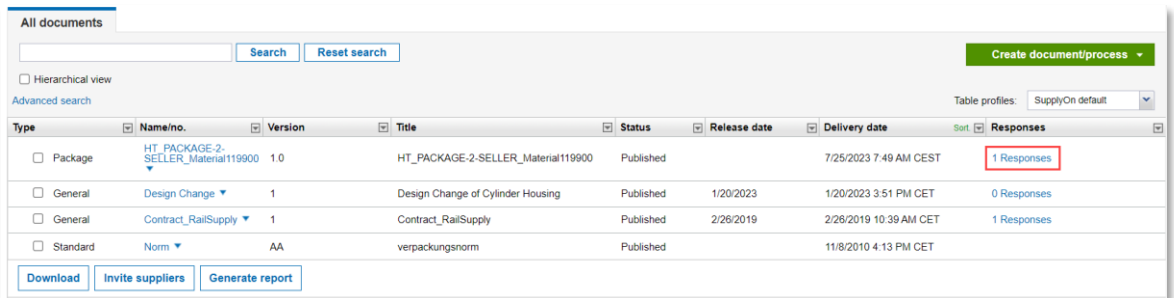 All documents
Search Reset search
Create document/process
Hierarchical view
Advanced search
Table profiles: SupplyOn default
Type Name/no. Version Title Status Release date Delivery date Sort Responses
Package HT_PACKAGE-2-SELLER_Material119900 1.0 HT_PACKAGE-2-SELLER_Material119900 Published 7/25/2023 7:49 AM CEST 1 Responses
General Design Change 1 Design Change of Cylinder Housing Published 1/20/2023 1/20/2023 3:51 PM CET 0 Responses
General Contract_RailSupply 1 Contract_RailSupply Published 2/26/2019 2/26/2019 10:39 AM CET 1 Responses
Standard Norm AA verpackungsnorm Published 11/8/2010 4:13 PM CET
Download Invite suppliers Generate report